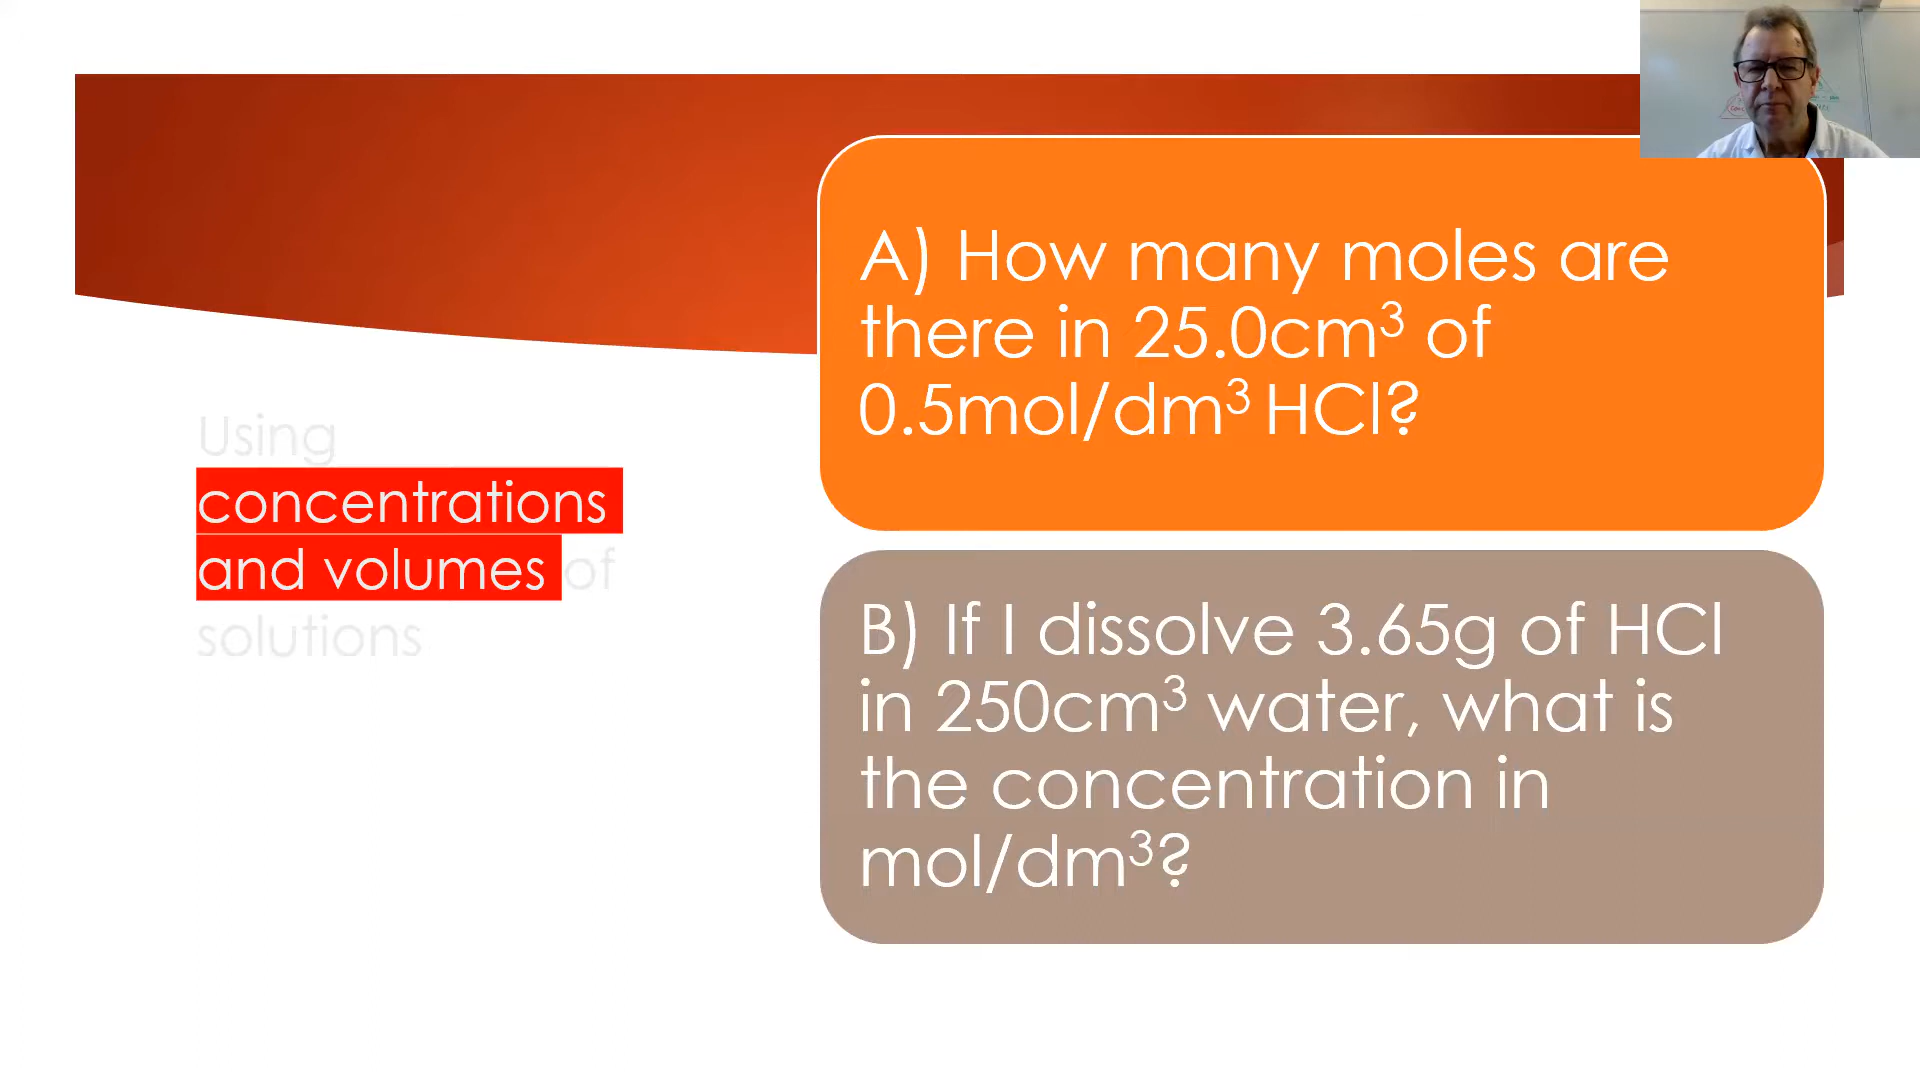 Using
concentrations
and volumes of
solutions
A) How many moles are
there in 25.0cm³ of
0.5mol/dm³ HCl?
B) If I dissolve 3.65g of HCl
in 250cm³ water, what is
the concentration in
mol/dm³?